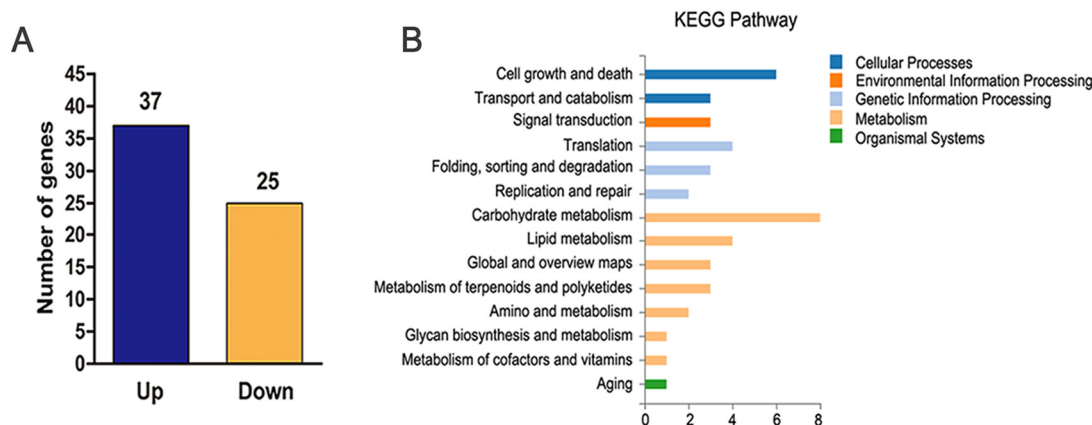 A
Number of genes
45
40
35
30
25
20
15
10
5
0
37
25
Up
Down
B
KEGG Pathway
Cell growth and death
Transport and catabolism
Signal transduction
Translation
Folding, sorting and degradation
Replication and repair
Carbohydrate metabolism
Lipid metabolism
Global and overview maps
Metabolism of terpenoids and polyketides
Amino and metabolism
Glycan biosynthesis and metabolism
Metabolism of cofactors and vitamins
Aging
0 2 4 6 8
Cellular Processes
Environmental Information Processing
Genetic Information Processing
Metabolism
Organismal Systems